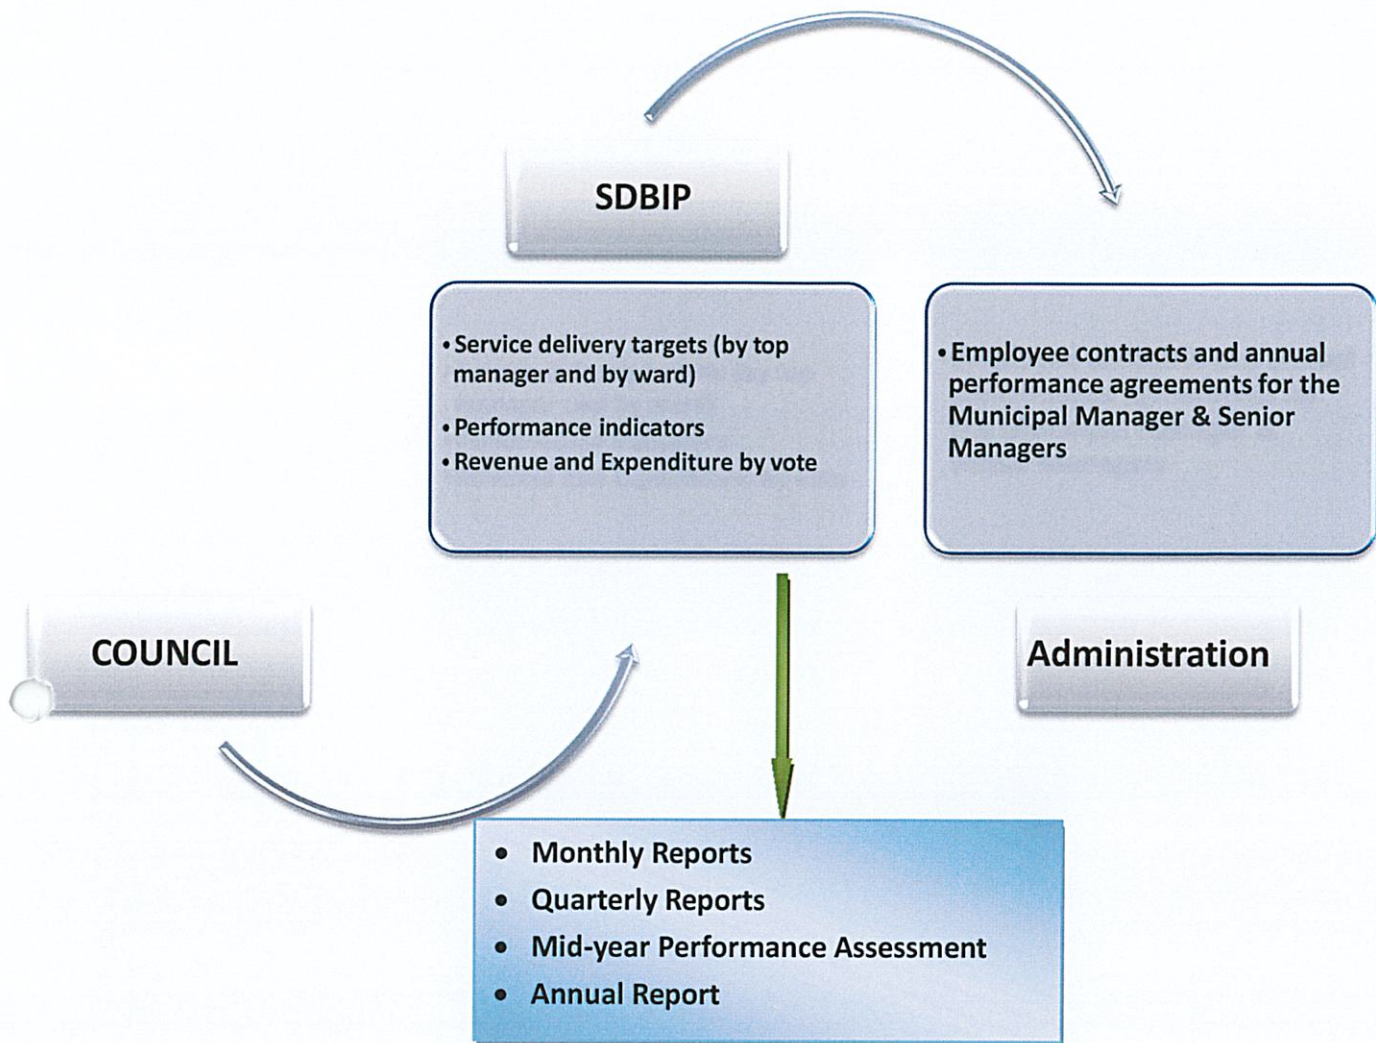 SDBIP
• Service delivery targets (by top
manager and by ward)
• Performance indicators
• Revenue and Expenditure by vote
• Employee contracts and annual
performance agreements for the
Municipal Manager & Senior
Managers
COUNCIL
Administration
• Monthly Reports
• Quarterly Reports
• Mid-year Performance Assessment
• Annual Report